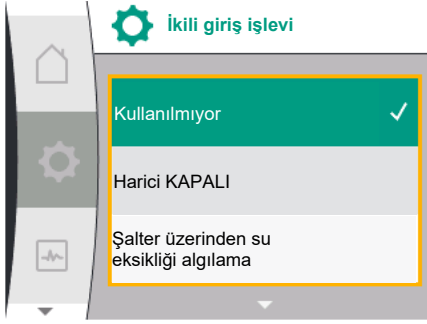 İkili giriş işlevi
Kullanılmıyor
Harici KAPALI
Şalter üzerinden su
eksikliği algılama